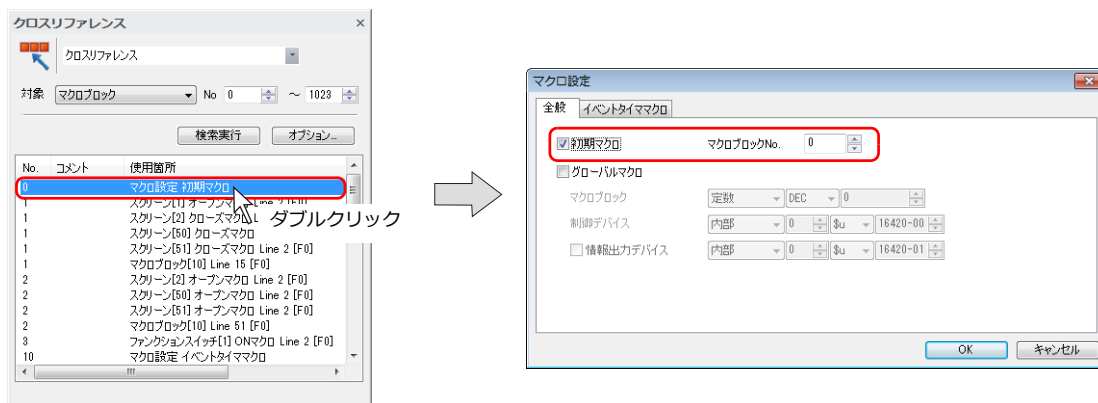 クロスリファレンス
クロスリファレンス
対象 マクロブロック No 0 ～ 1023
検索実行 オプション...
No. コメント 使用箇所
0 マクロ設定 初期マクロ
1 スクリーン[1] オープンマクロ Line 2 [F0]
ダブルクリック
1 スクリーン[2] クローズマクロ L
1 スクリーン[50] クローズマクロ
1 スクリーン[51] クローズマクロ Line 2 [F0]
1 マクロブロック[10] Line 15 [F0]
2 スクリーン[2] オープンマクロ Line 2 [F0]
2 スクリーン[50] オープンマクロ Line 2 [F0]
2 スクリーン[51] オープンマクロ Line 2 [F0]
2 マクロブロック[10] Line 51 [F0]
3 ファンクションスイッチ[1] ONマクロ Line 2 [F0]
10 マクロ設定 イベントタイママクロ
マクロ設定
全般 イベントタイママクロ
初期マクロ マクロブロックNo. 0
グローバルマクロ
マクロブロック 定数 DEC 0
制御デバイス 内部 0 $u 16420-00
情報出力デバイス 内部 0 $u 16420-01
OK キャンセル